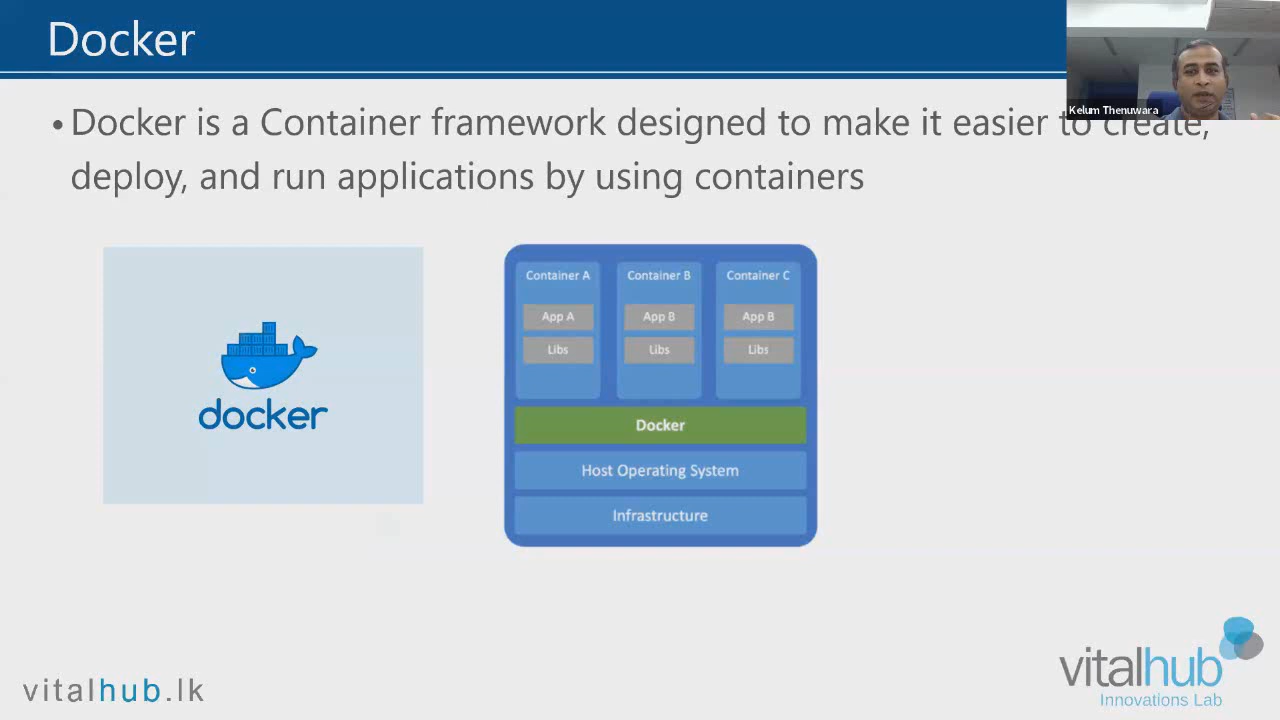 Docker
Kelum Thenuwara
• Docker is a Container framework designed to make it easier to create,
deploy, and run applications by using containers
docker
Container A Container B Container C
App A App B App B
Libs Libs Libs
Docker
Host Operating System
Infrastructure
vitalhub.lk
vitalhub
Innovations Lab